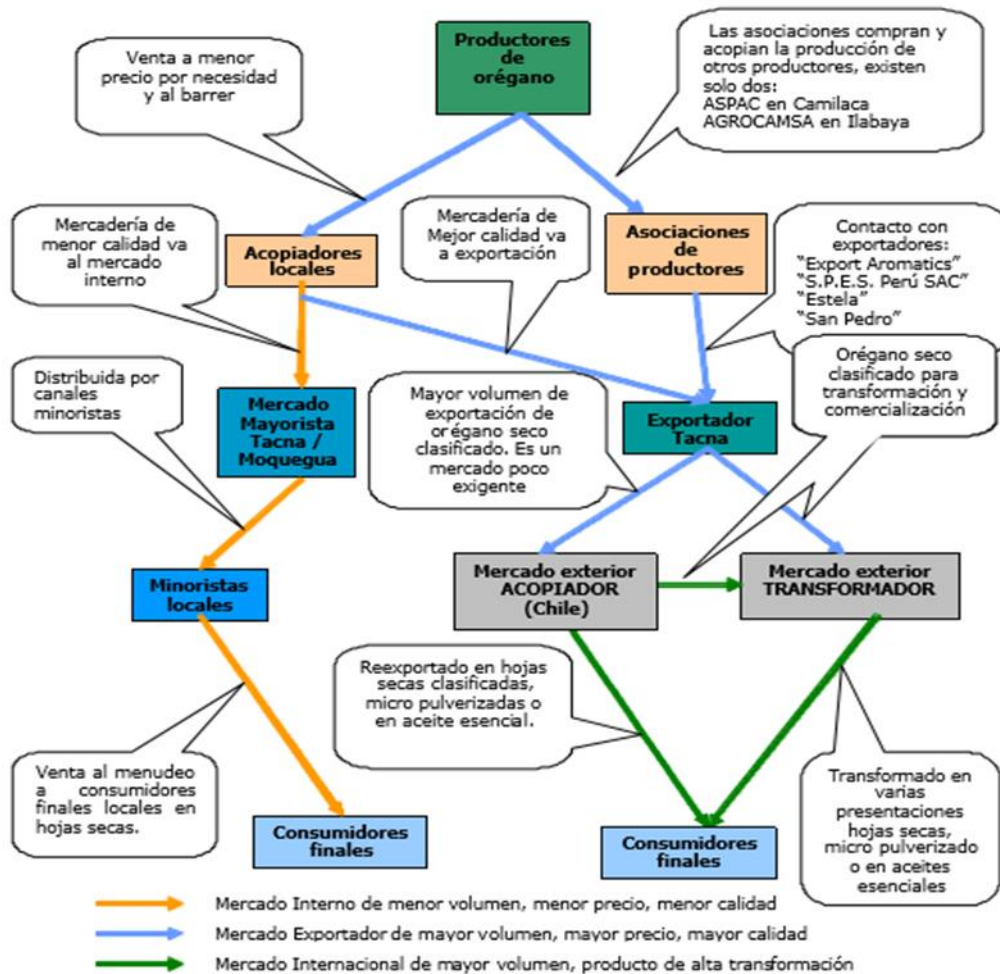 Productores
de
orégano
Venta a menor
precio por necesidad
y al barrer
Las asociaciones compran y
acopian la producción de
otros productores, existen
solo dos:
ASPAC en Camilaca
AGROCAMSA en Ilabaya
Mercadería de
menor calidad va
al mercado
interno
Acopiadores
locales
Mercadería de
Mejor calidad va
a exportación
Asociaciones
de
productores
Contacto con
exportadores:
"Export Aromatics"
"S.P.E.S. Perú SAC"
"Estela"
"San Pedro"
Distribuida por
canales
minoristas
Mercado
Mayorista
Tacna /
Moquegua
Mayor volumen de
exportación de
orégano seco
clasificado. Es un
mercado poco
exigente
Exportador
Tacna
Orégano seco
clasificado para
transformación y
comercialización
Minoristas
locales
Mercado exterior
ACOPIADOR
(Chile)
Mercado exterior
TRANSFORMADOR
Reexportado en hojas
secas clasificadas,
micro pulverizadas o
en aceite esencial.
Venta al menudeo
a consumidores
finales locales en
hojas secas.
Transformado en
varias
presentaciones
hojas secas,
micro pulverizado
o en aceites
esenciales
Consumidores
finales
Consumidores
finales
Mercado Interno de menor volumen, menor precio, menor calidad
Mercado Exportador de mayor volumen, mayor precio, mayor calidad
Mercado Internacional de mayor volumen, producto de alta transformación